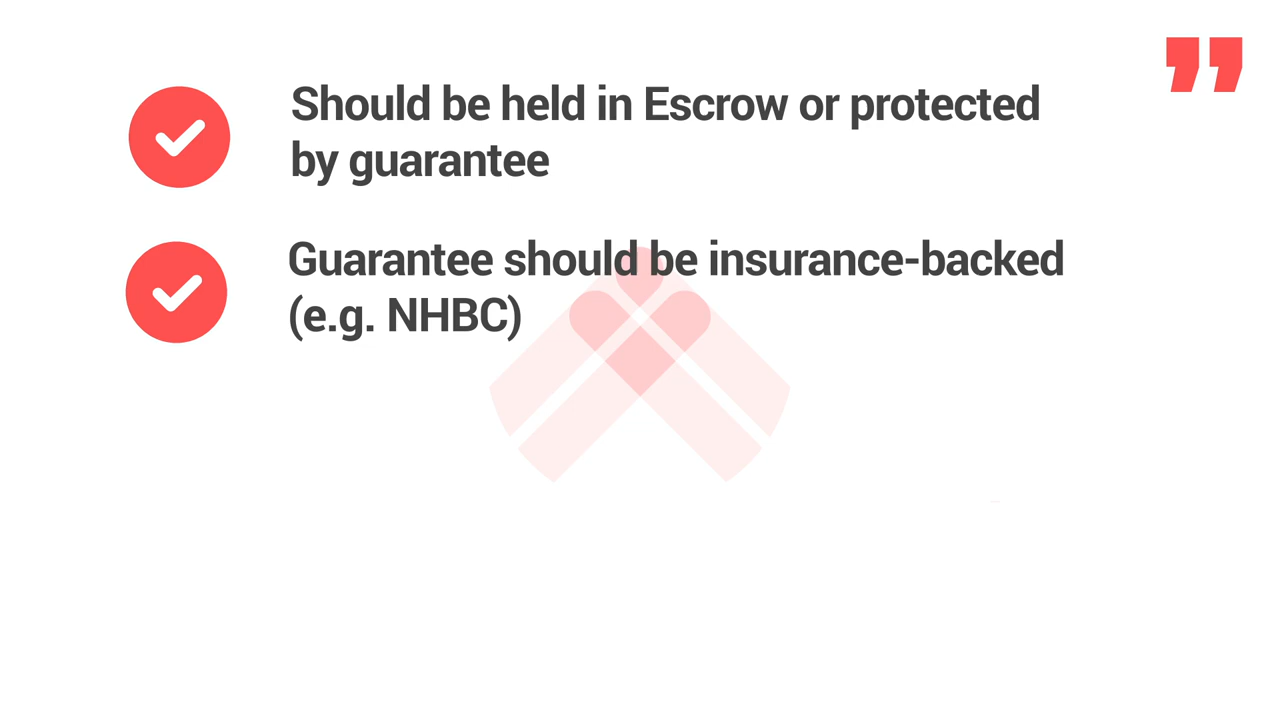 Should be held in Escrow or protected
by guarantee
Guarantee should be insurance-backed
(e.g. NHBC)